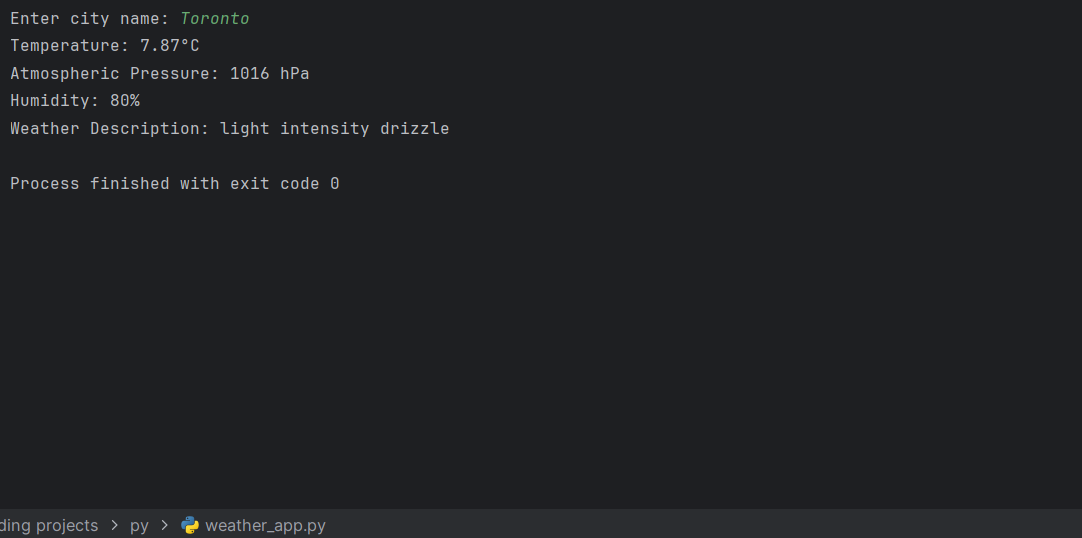 Enter city name: Toronto
Temperature: 7.87°C
Atmospheric Pressure: 1016 hPa
Humidity: 80%
Weather Description: light intensity drizzle
Process finished with exit code 0
ding projects > py > weather_app.py